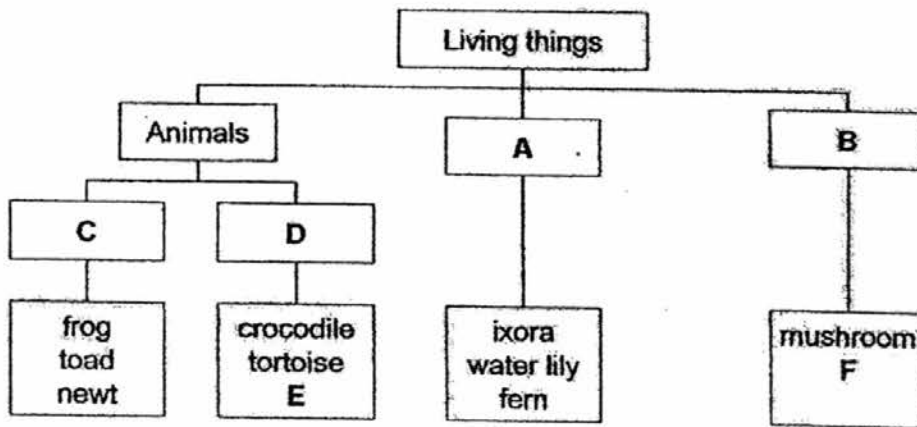 Living things
Animals
A
B
C
D
frog
toad
newt
crocodile
tortoise
E
ixora
water lily
fern
mushroom
F